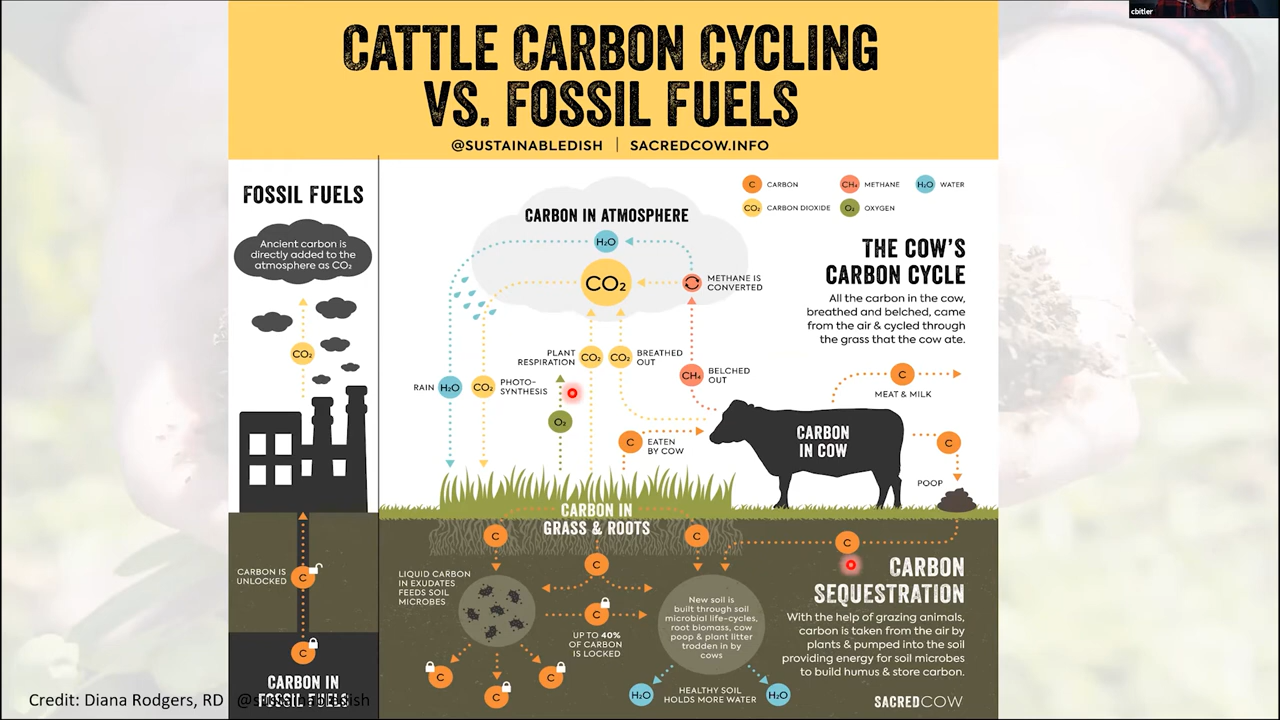 cbitler
CATTLE CARBON CYCLING
VS. FOSSIL FUELS
@SUSTAINABLEDISH | SACREDCOW.INFO
FOSSIL FUELS
Ancient carbon is
directly added to the
atmosphere as CO₂
CO₂
CARBON IS
UNLOCKED
C
C
CARBON IN
FOSSIL FUELS
C CARBON
CH₄ METHANE
H₂O WATER
CO₂ CARBON DIOXIDE
O₂ OXYGEN
CARBON IN ATMOSPHERE
H₂O
CO₂
METHANE IS
CONVERTED
THE COW'S
CARBON CYCLE
All the carbon in the cow,
breathed and belched, came
from the air & cycled through
the grass that the cow ate.
RAIN H₂O
CO₂ PHOTO-
SYNTHESIS
O₂
PLANT
RESPIRATION
CO₂
CO₂ BREATHED
OUT
CH₄ BELCHED
OUT
C EATEN
BY COW
C
MEAT & MILK
CARBON
IN COW
C
POOP
CARBON IN
GRASS & ROOTS
C
C
C
C
LIQUID CARBON
IN EXUDATES
FEEDS SOIL
MICROBES
C
UP TO 40%
OF CARBON
IS LOCKED
C
C
C
New soil is
built through soil
microbial life-cycles,
root biomass, cow
poop & plant litter
trodden in by
cows
H₂O
HEALTHY SOIL
HOLDS MORE WATER
H₂O
CARBON
SEQUESTRATION
With the help of grazing animals,
carbon is taken from the air by
plants & pumped into the soil
providing energy for soil microbes
to build humus & store carbon.
SACREDCOW
Credit: Diana Rodgers, RD @sustainabledish